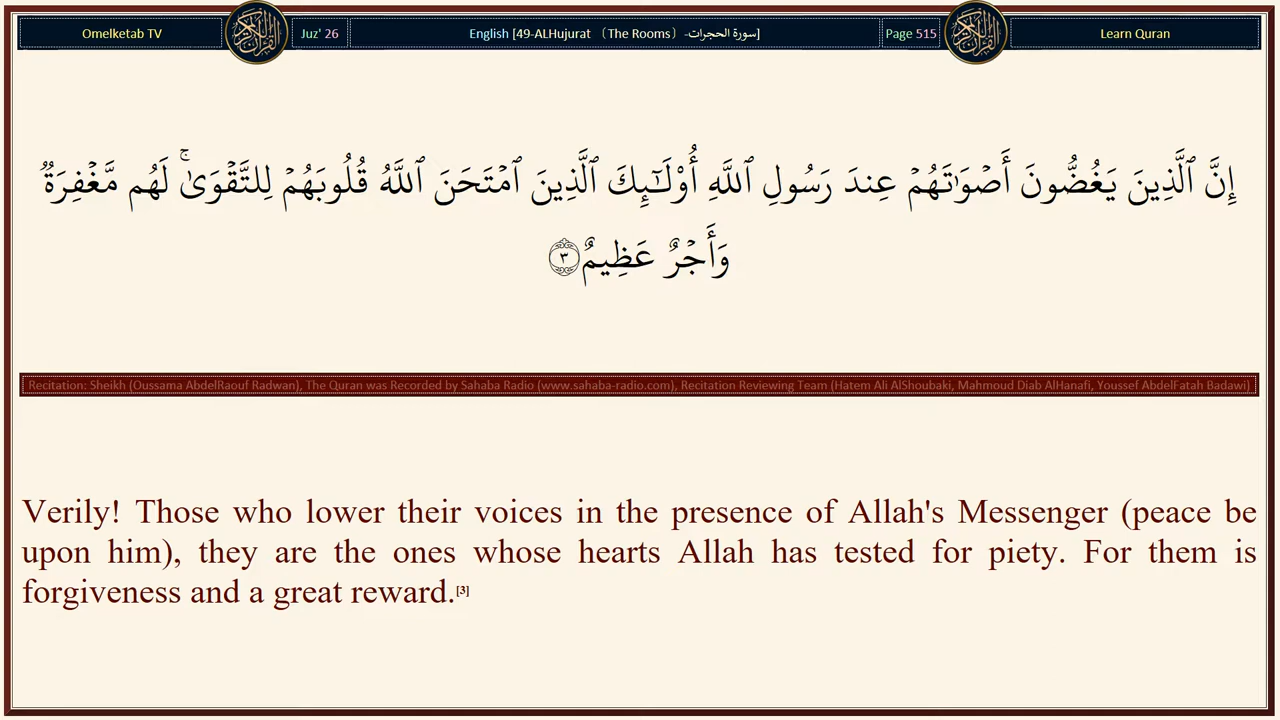 Omelketab TV
Juz' 26
English [49-ALHujurat （The Rooms）-سورة الحجرات]
Page 515
Learn Quran
إِنَّ ٱلَّذِينَ يَغُضُّونَ أَصۡوَٰتَهُمۡ عِندَ رَسُولِ ٱللَّهِ أُوْلَـٰٓئِكَ ٱلَّذِينَ ٱمۡتَحَنَ ٱللَّهُ قُلُوبَهُمۡ لِلتَّقۡوَىٰۚ لَهُم مَّغۡفِرَةٌ
وَأَجۡرٌ عَظِيمٌ ٣
Recitation: Sheikh (Oussama AbdelRaouf Radwan), The Quran was Recorded by Sahaba Radio (www.sahaba-radio.com), Recitation Reviewing Team (Hatem Ali AlShoubaki, Mahmoud Diab AlHanafi, Youssef AbdelFatah Badawi)
Verily! Those who lower their voices in the presence of Allah's Messenger (peace be
upon him), they are the ones whose hearts Allah has tested for piety. For them is
forgiveness and a great reward.[3]